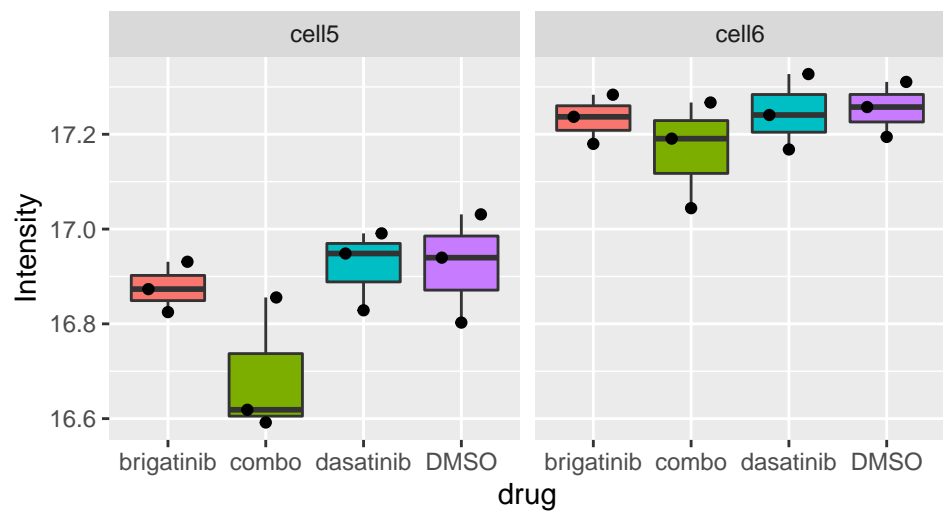 cell5 cell6
Intensity
17.2
17.0
16.8
16.6
brigatinib combo dasatinib DMSO brigatinib combo dasatinib DMSO
drug